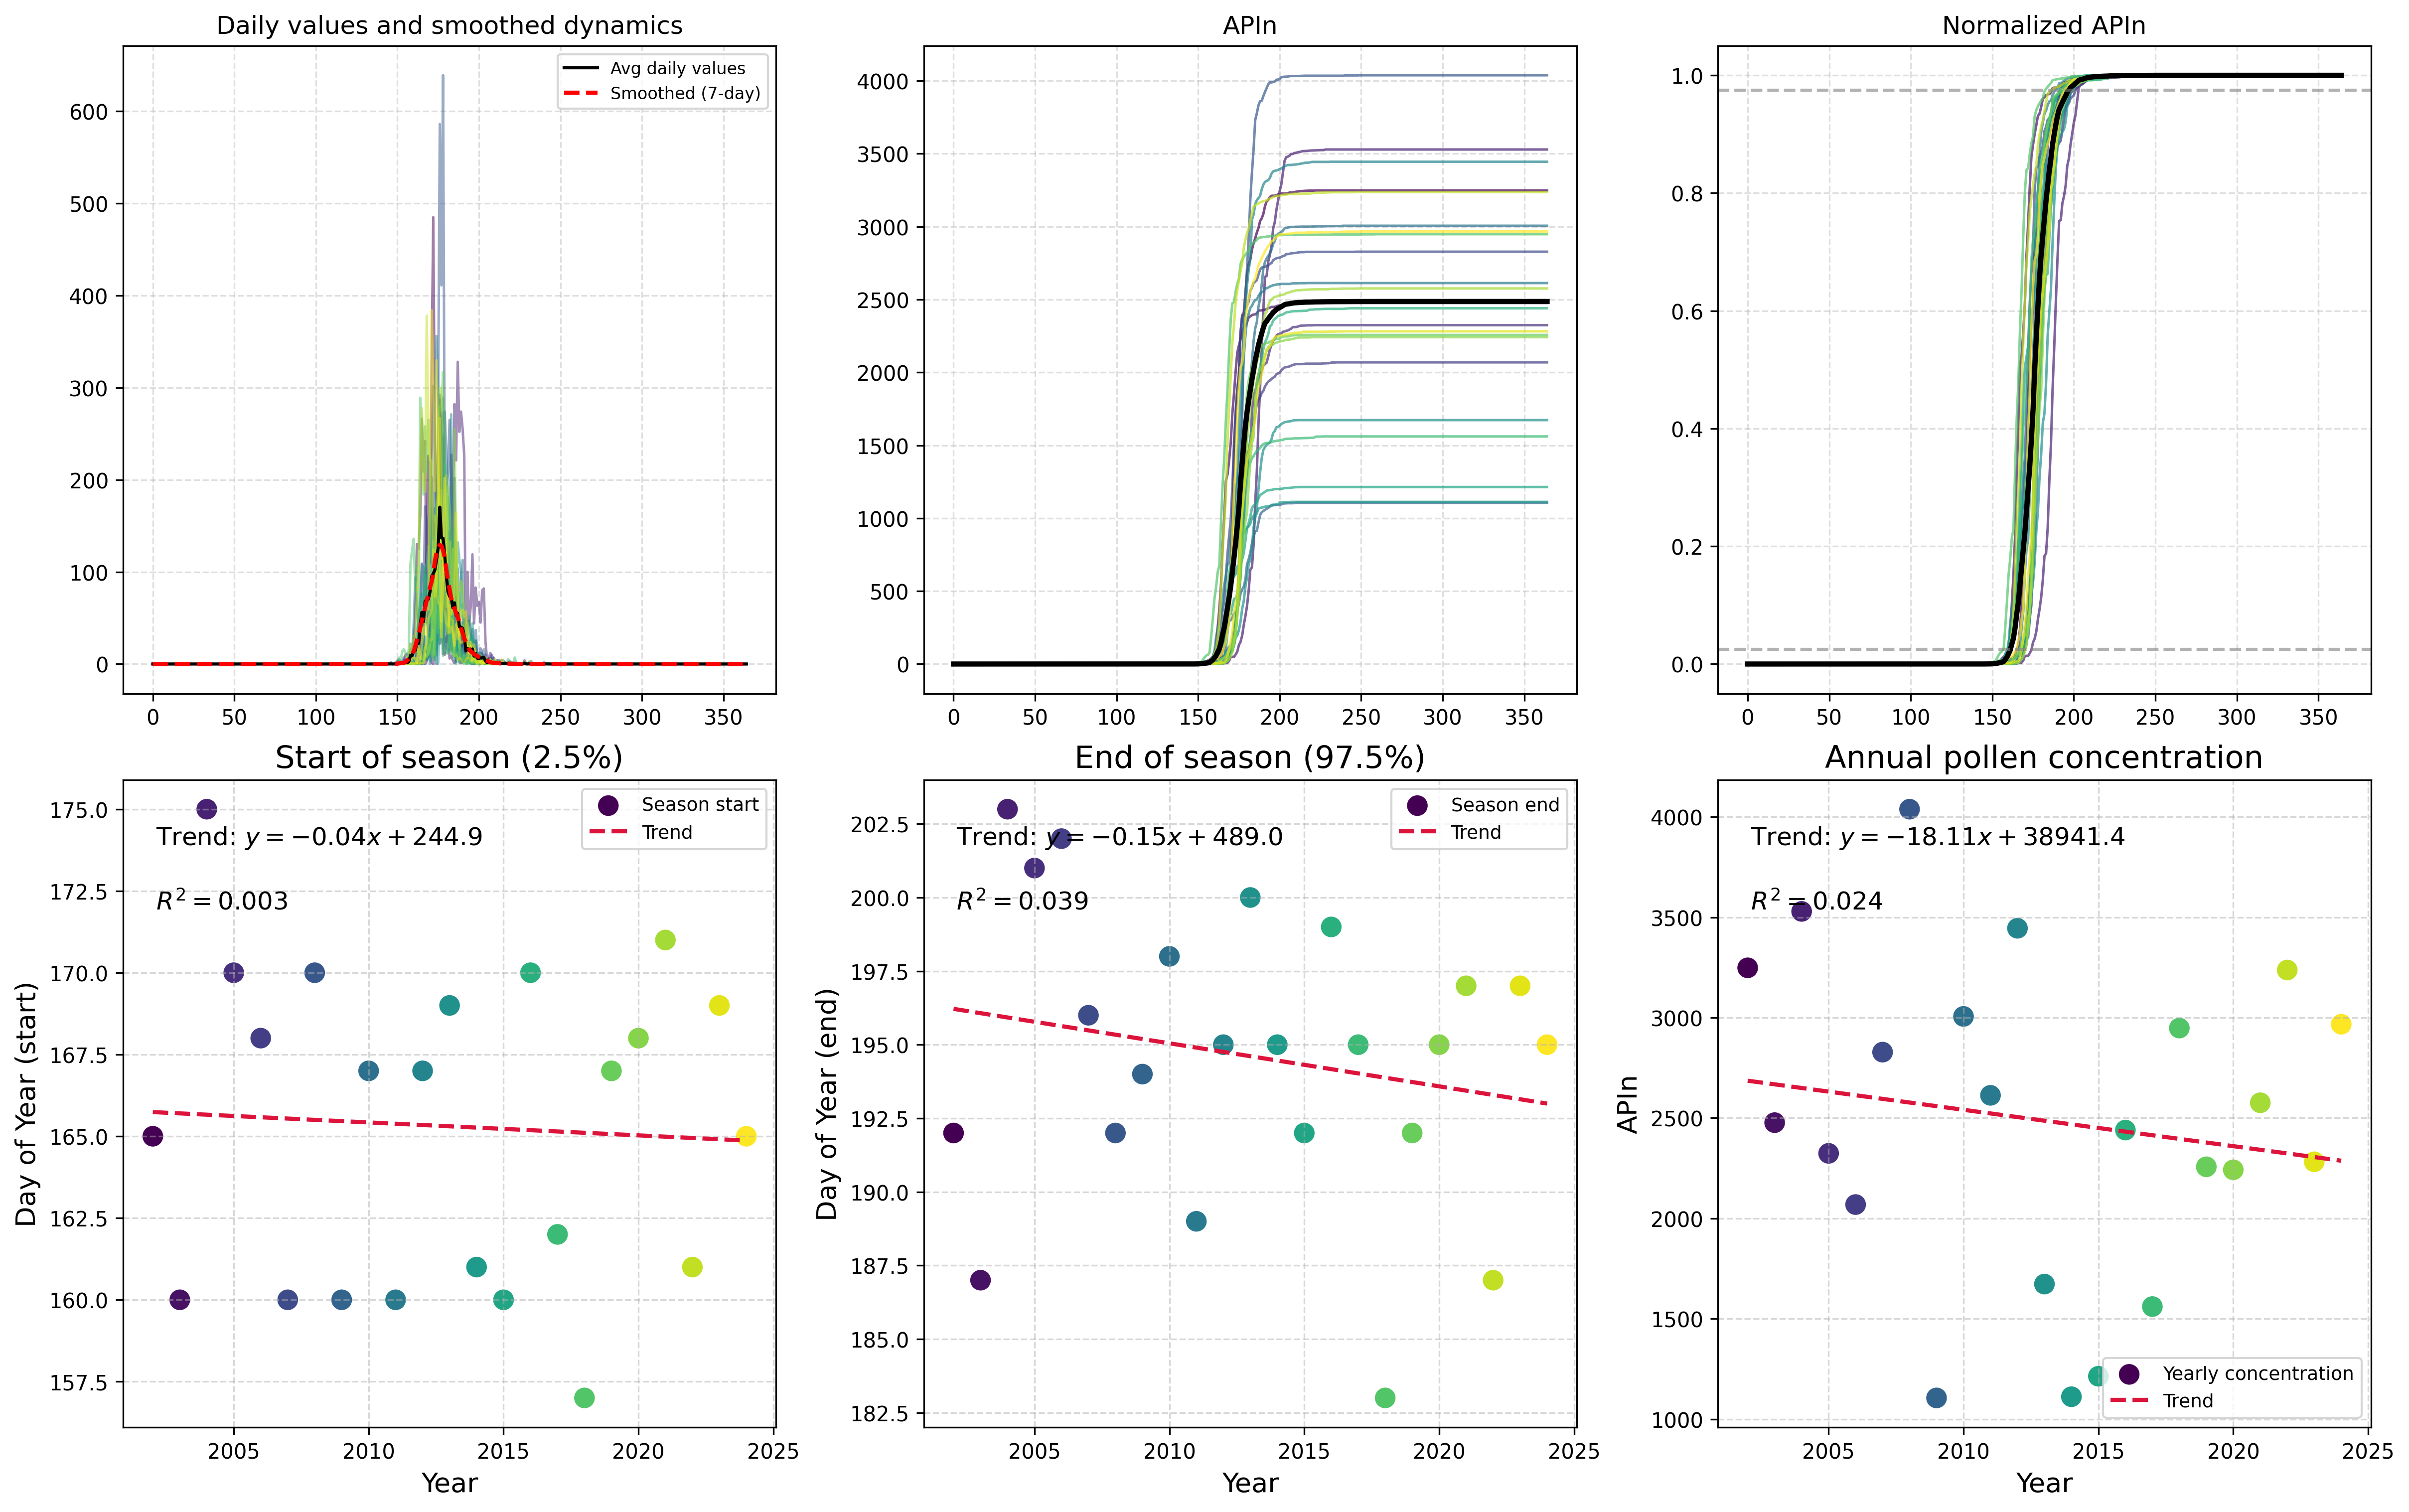 Daily values and smoothed dynamics
Avg daily values
Smoothed (7-day)
600
500
400
300
200
100
0
0 50 100 150 200 250 300 350
APIn
4000
3500
3000
2500
2000
1500
1000
500
0
0 50 100 150 200 250 300 350
Normalized APIn
1.0
0.8
0.6
0.4
0.2
0.0
0 50 100 150 200 250 300 350
Start of season (2.5%)
Season start
Trend
Trend: y = −0.04x + 244.9
R² = 0.003
Day of Year (start)
175.0
172.5
170.0
167.5
165.0
162.5
160.0
157.5
2005 2010 2015 2020 2025
Year
End of season (97.5%)
Season end
Trend
Trend: y = −0.15x + 489.0
R² = 0.039
Day of Year (end)
202.5
200.0
197.5
195.0
192.5
190.0
187.5
185.0
182.5
2005 2010 2015 2020 2025
Year
Annual pollen concentration
Trend: y = −18.11x + 38941.4
R² = 0.024
APIn
4000
3500
3000
2500
2000
1500
1000
Yearly concentration
Trend
2005 2010 2015 2020 2025
Year